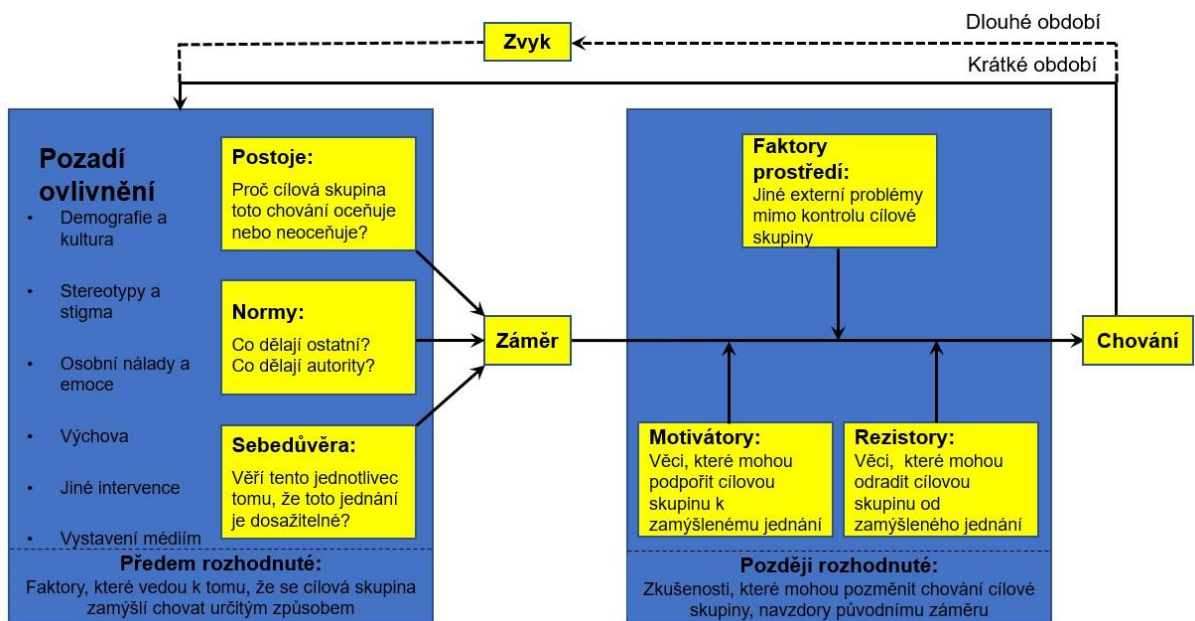 Dlouhé období
Zvyk
Krátké období
Pozadí
ovlivnění
• Demografie a
kultura
• Stereotypy a
stigma
• Osobní nálady a
emoce
• Výchova
• Jiné intervence
• Vystavení médiím
Postoje:
Proč cílová skupina
toto chování oceňuje
nebo neoceňuje?
Normy:
Co dělají ostatní?
Co dělají autority?
Sebedůvěra:
Věří tento jednotlivec
tomu, že toto jednání
je dosažitelné?
Předem rozhodnuté:
Faktory, které vedou k tomu, že se cílová skupina
zamýšlí chovat určitým způsobem
Záměr
Faktory
prostředí:
Jiné externí problémy
mimo kontrolu cílové
skupiny
Motivátory:
Věci, které mohou
podpořit cílovou
skupinu k
zamýšlenému jednání
Rezistory:
Věci, které mohou
odradit cílovou
skupinu od
zamýšleného jednání
Později rozhodnuté:
Zkušenosti, které mohou pozměnit chování cílové
skupiny, navzdory původnímu záměru
Chování